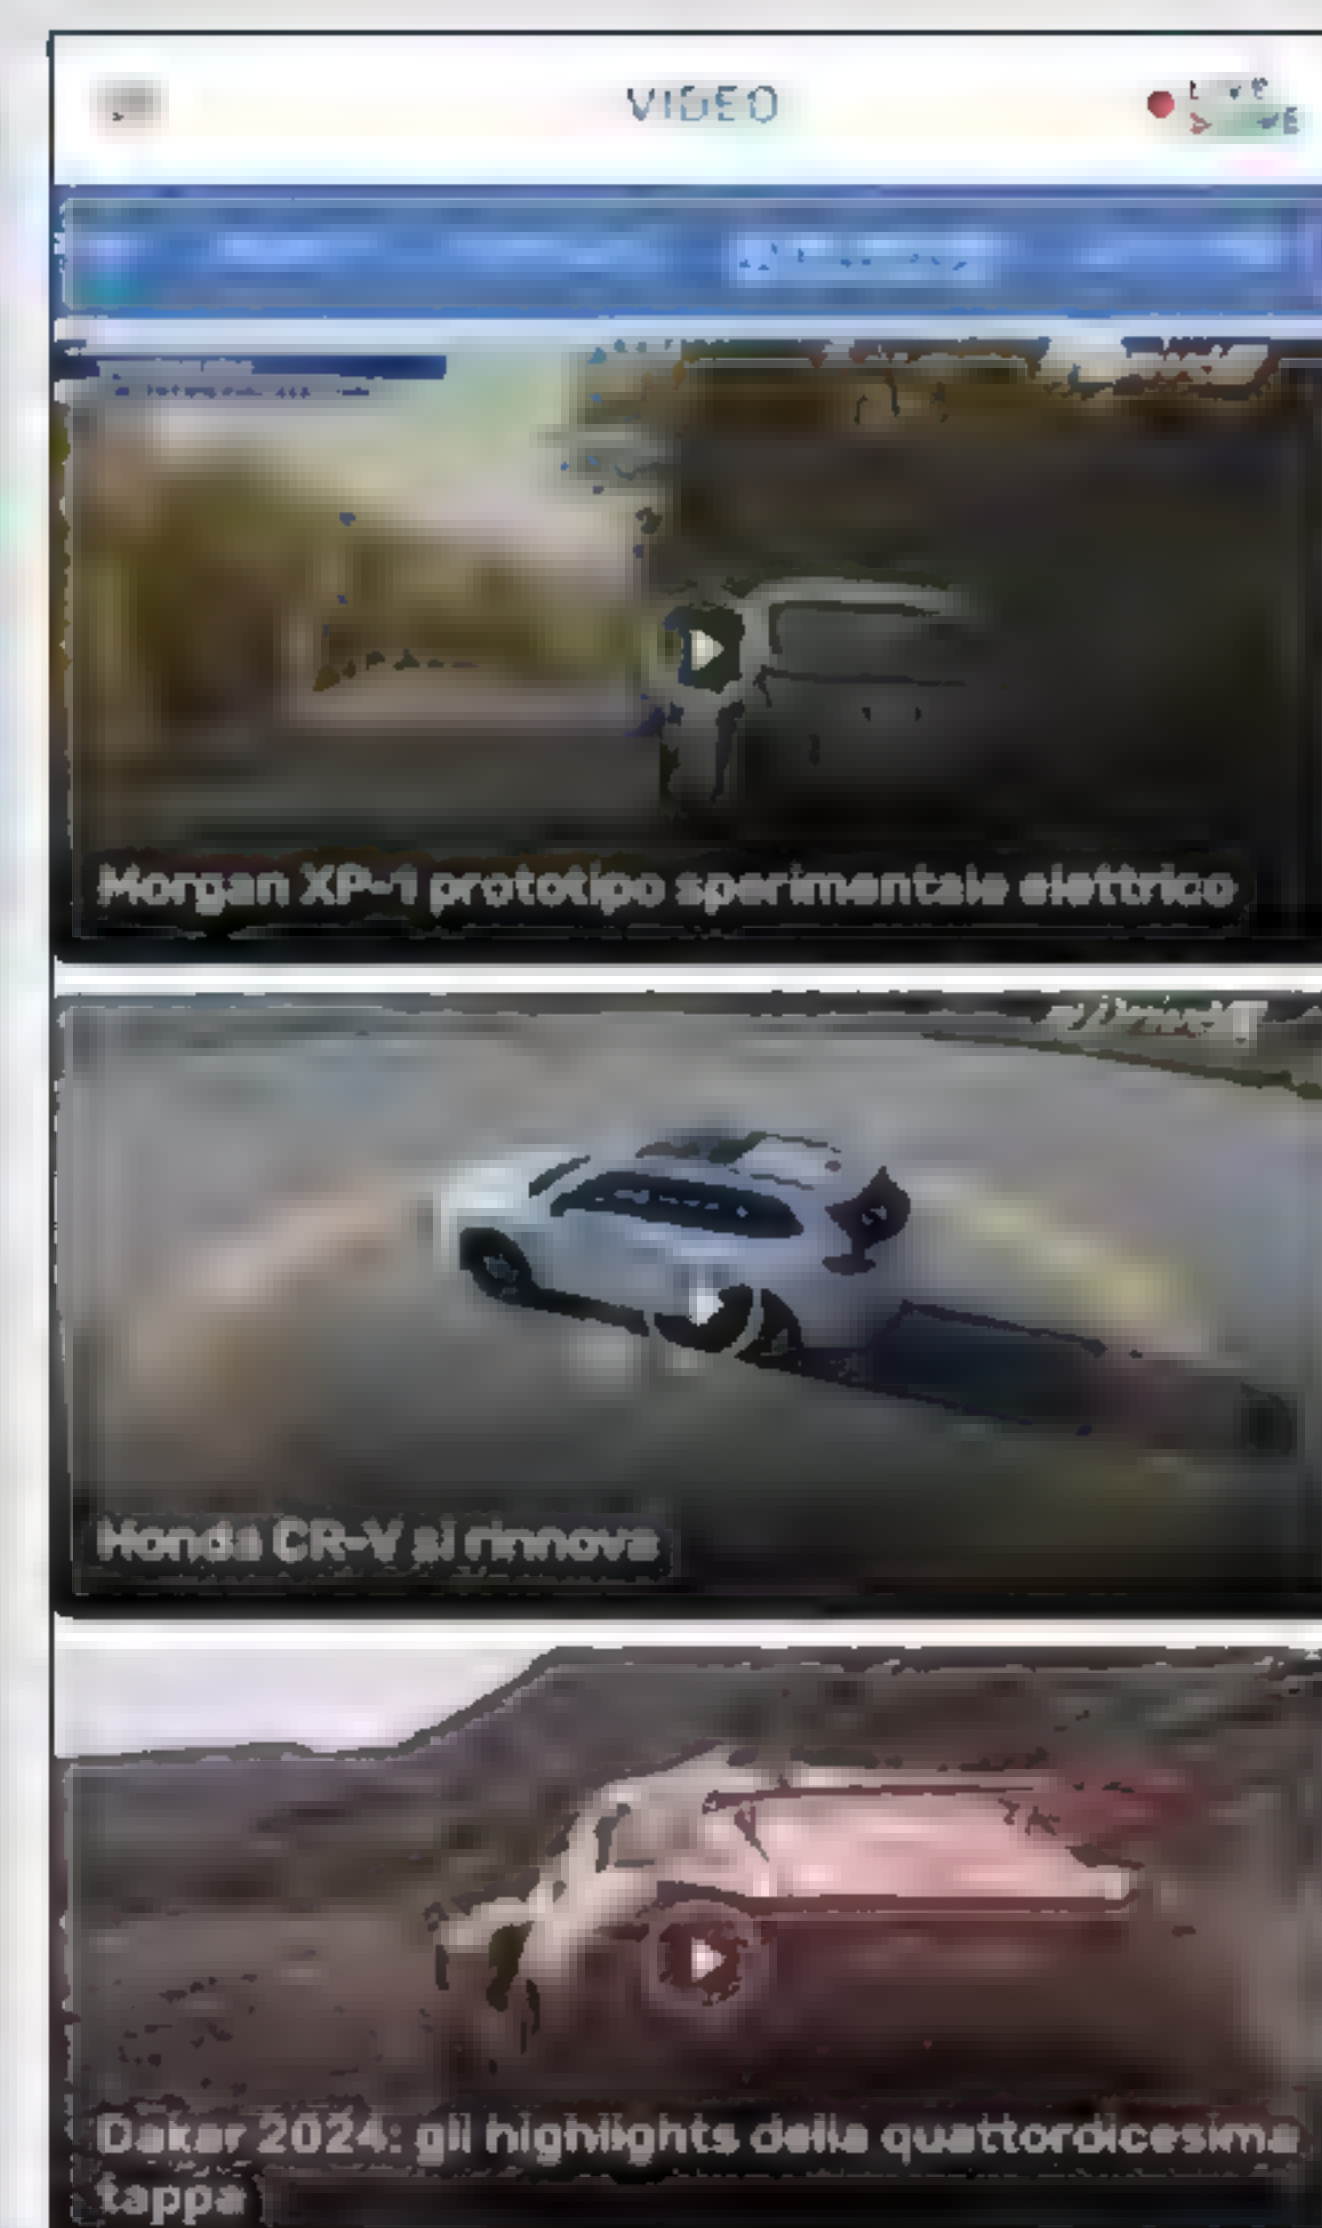 VIDEO
Morgan XP-1 prototipo sperimentale elettrico
Honda CR-V si rinnova
Dakar 2024: gli highlights della quattordicesima
tappa